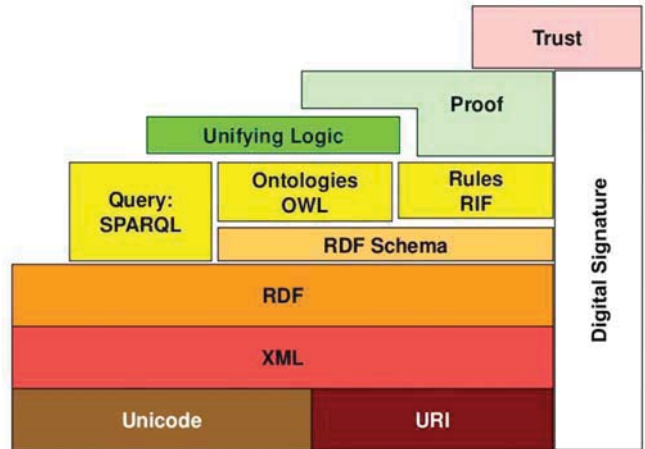 Trust
Proof
Unifying Logic
Query:
SPARQL
Ontologies
OWL
Rules
RIF
RDF Schema
RDF
XML
Unicode
URI
Digital Signature